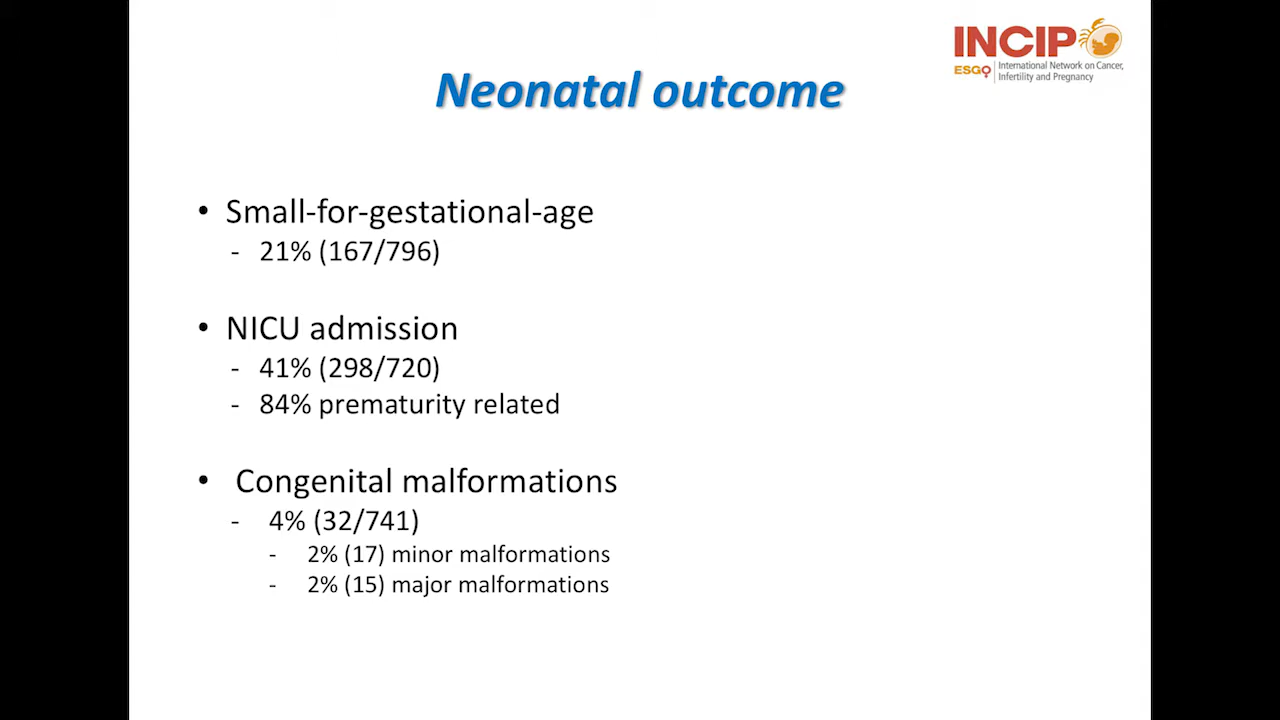 INCIP
ESGO
International Network on Cancer,
Infertility and Pregnancy
Neonatal outcome
• Small-for-gestational-age
- 21% (167/796)
• NICU admission
- 41% (298/720)
- 84% prematurity related
• Congenital malformations
- 4% (32/741)
- 2% (17) minor malformations
- 2% (15) major malformations